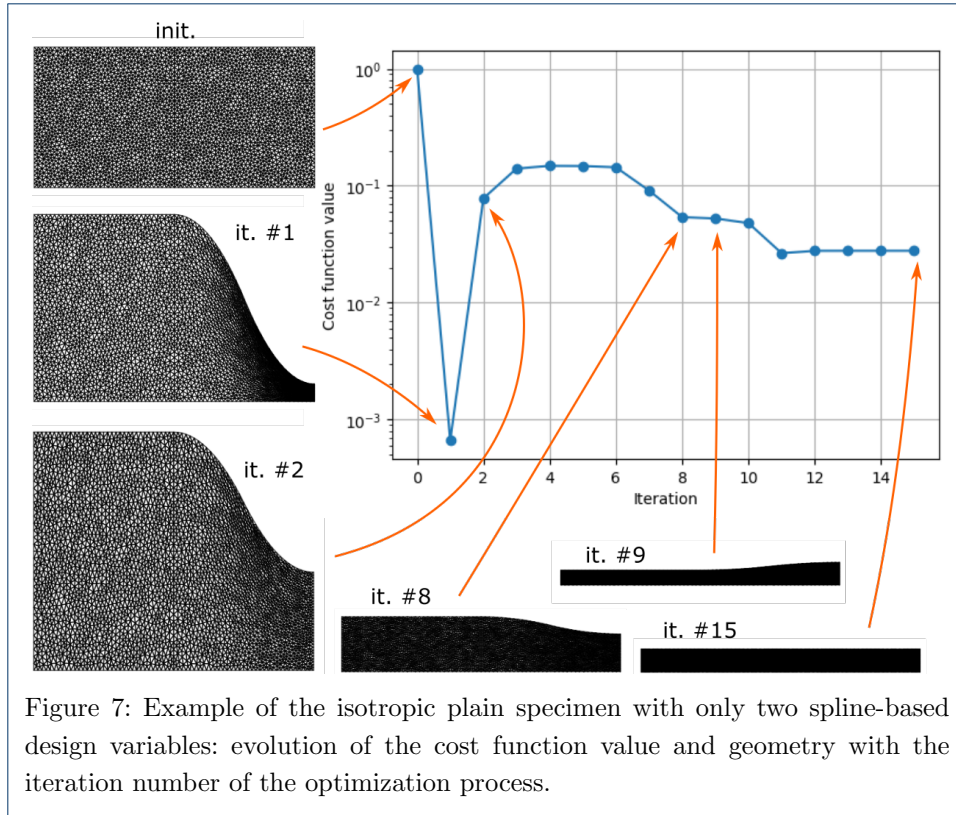 init.
it. #1
it. #2
10⁰
10⁻¹
10⁻²
10⁻³
Cost function value
0 2 4 6 8 10 12 14
Iteration
it. #9
it. #8
it. #15
Figure 7: Example of the isotropic plain specimen with only two spline-based
design variables: evolution of the cost function value and geometry with the
iteration number of the optimization process.